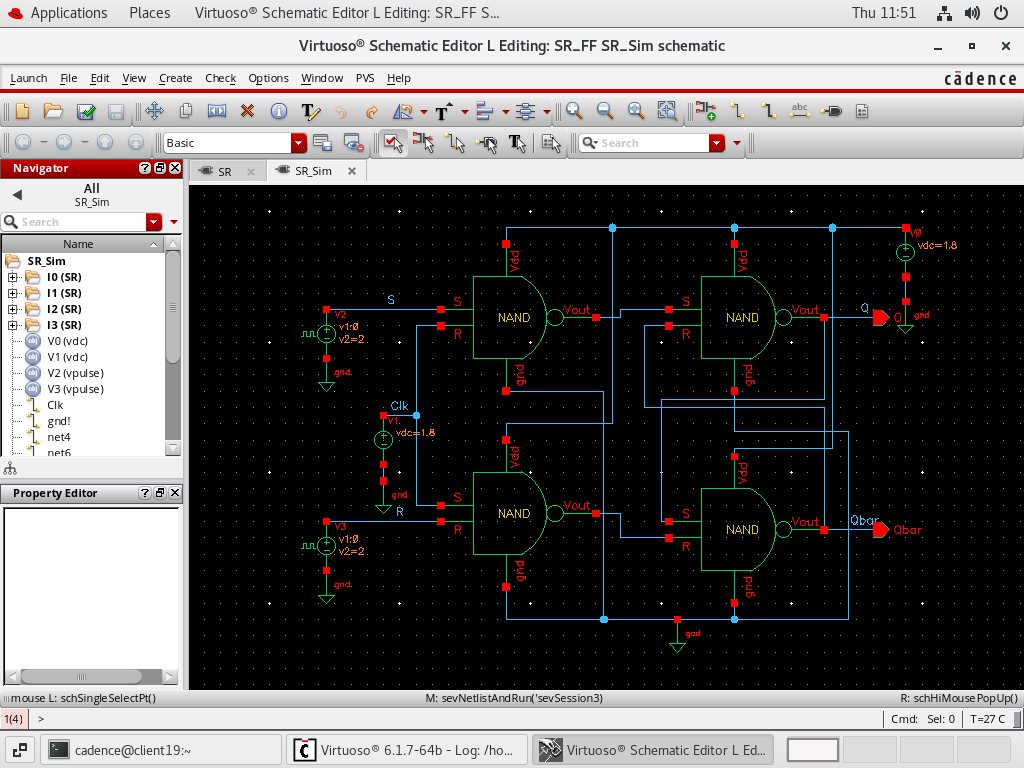 Applications Places Virtuoso® Schematic Editor L Editing: SR_FF S... Thu 11:51
Virtuoso® Schematic Editor L Editing: SR_FF SR_Sim schematic
Launch File Edit View Create Check Options Window PVS Help cādence
T T abc
Basic T Search
Navigator ? SR SR_Sim
All
SR_Sim
Search
Name
SR_Sim
I0 (SR)
I1 (SR)
I2 (SR)
I3 (SR)
V0 (vdc)
V1 (vdc)
V2 (vpulse)
V3 (vpulse)
Clk
gnd!
net4
net6
Property Editor ?
V0
vdc=1.8
Vdd Vdd
S S S
V2
v1:0
v2=2
gnd
R NAND Vout
gnd
R NAND Vout Q Q
gnd
gnd
Clk
V1
vdc=1.8
gnd
R
V3
v1:0
v2=2
gnd
Vdd
S
R NAND Vout
gnd
Vdd
S
R NAND Vout Qbar Qbar
gnd
gnd
mouse L: schSingleSelectPt() M: sevNetlistAndRun('sevSession3) R: schHiMousePopUp()
1(4) > Cmd: Sel: 0 T=27 C
cadence@client19:~ Virtuoso® 6.1.7-64b - Log: /ho... Virtuoso® Schematic Editor L Ed...